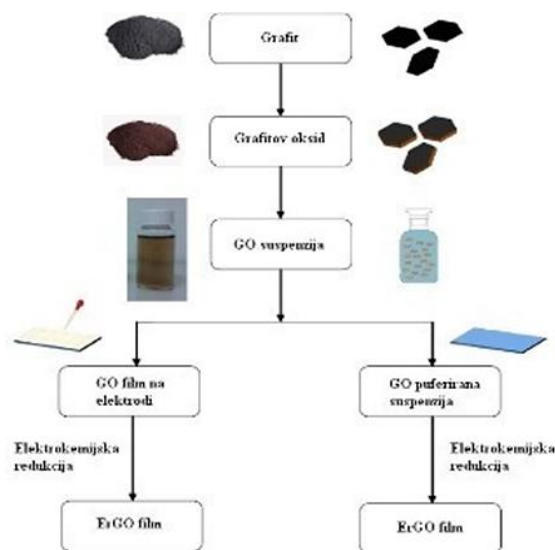 Grafit
Grafitov oksid
GO suspenzija
GO film na
elektrodi
GO puferirana
suspenzija
Elektrokemijska
redukcija
Elektrokemijska
redukcija
ErGO film
ErGO film